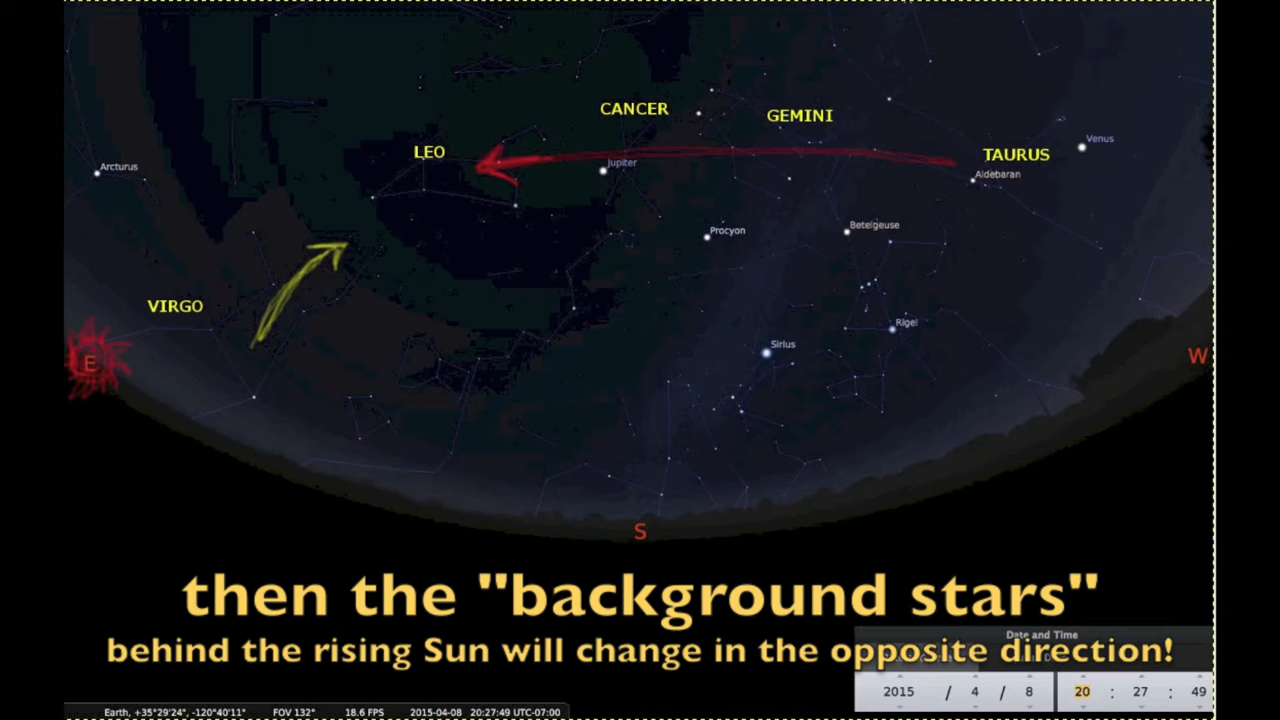 CANCER
GEMINI
LEO
TAURUS
Venus
Arcturus
Jupiter
Aldebaran
Procyon
Betelgeuse
VIRGO
Rigel
Sirius
E
W
S
then the "background stars"
behind the rising Sun will change in the opposite direction!
Date and Time
2015 / 4 / 8 20 : 27 : 49
Earth, +35°29'24", -120°40'11" FOV 132° 18.6 FPS 2015-04-08 20:27:49 UTC-07:00